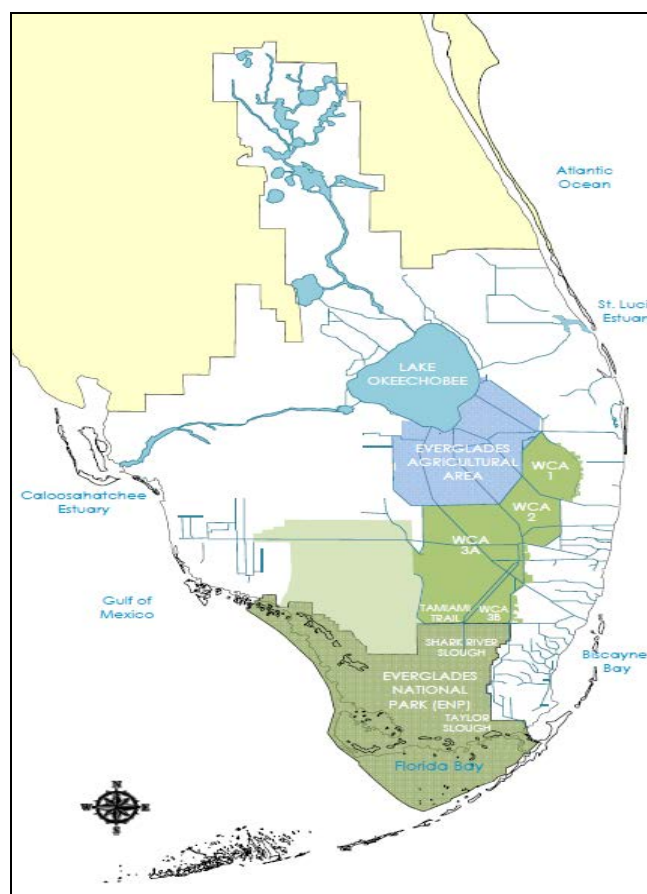 Atlantic
Ocean
St. Luci
Estuar
LAKE
OKEECHOBEE
EVERGLADES
AGRICULTURAL
AREA
WCA
1
WCA
2
Caloosahatchee
Estuary
WCA
3A
Gulf of
Mexico
TAMIAMI
TRAIL
WCA
3B
SHARK RIVER
SLOUGH
Biscayne
Bay
EVERGLADES
NATIONAL
PARK (ENP)
TAYLOR
SLOUGH
Florida Bay
N
W
E
S